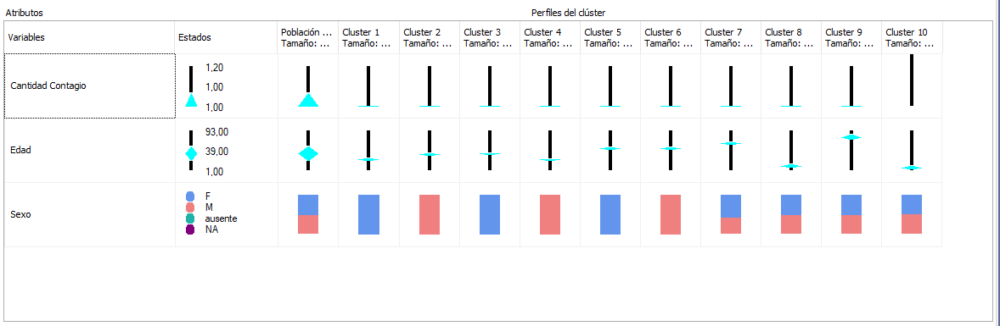 Atributos
Perfiles del clúster
Variables
Estados
Población ...
Tamaño: ...
Cluster 1
Tamaño: ...
Cluster 2
Tamaño: ...
Cluster 3
Tamaño: ...
Cluster 4
Tamaño: ...
Cluster 5
Tamaño: ...
Cluster 6
Tamaño: ...
Cluster 7
Tamaño: ...
Cluster 8
Tamaño: ...
Cluster 9
Tamaño: ...
Cluster 10
Tamaño: ...
Cantidad Contagio
1,20
1,00
1,00
Edad
93,00
39,00
1,00
Sexo
F
M
ausente
NA